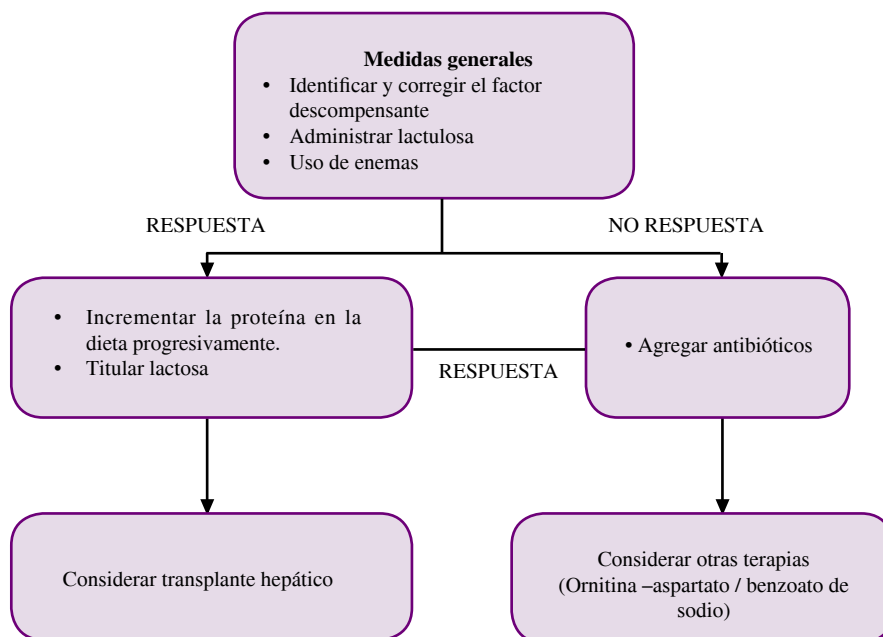 Medidas generales
• Identificar y corregir el factor
descompensante
• Administrar lactulosa
• Uso de enemas
RESPUESTA
NO RESPUESTA
• Incrementar la proteína en la
dieta progresivamente.
• Titular lactosa
RESPUESTA
• Agregar antibióticos
Considerar transplante hepático
Considerar otras terapias
(Ornitina –aspartato / benzoato de
sodio)